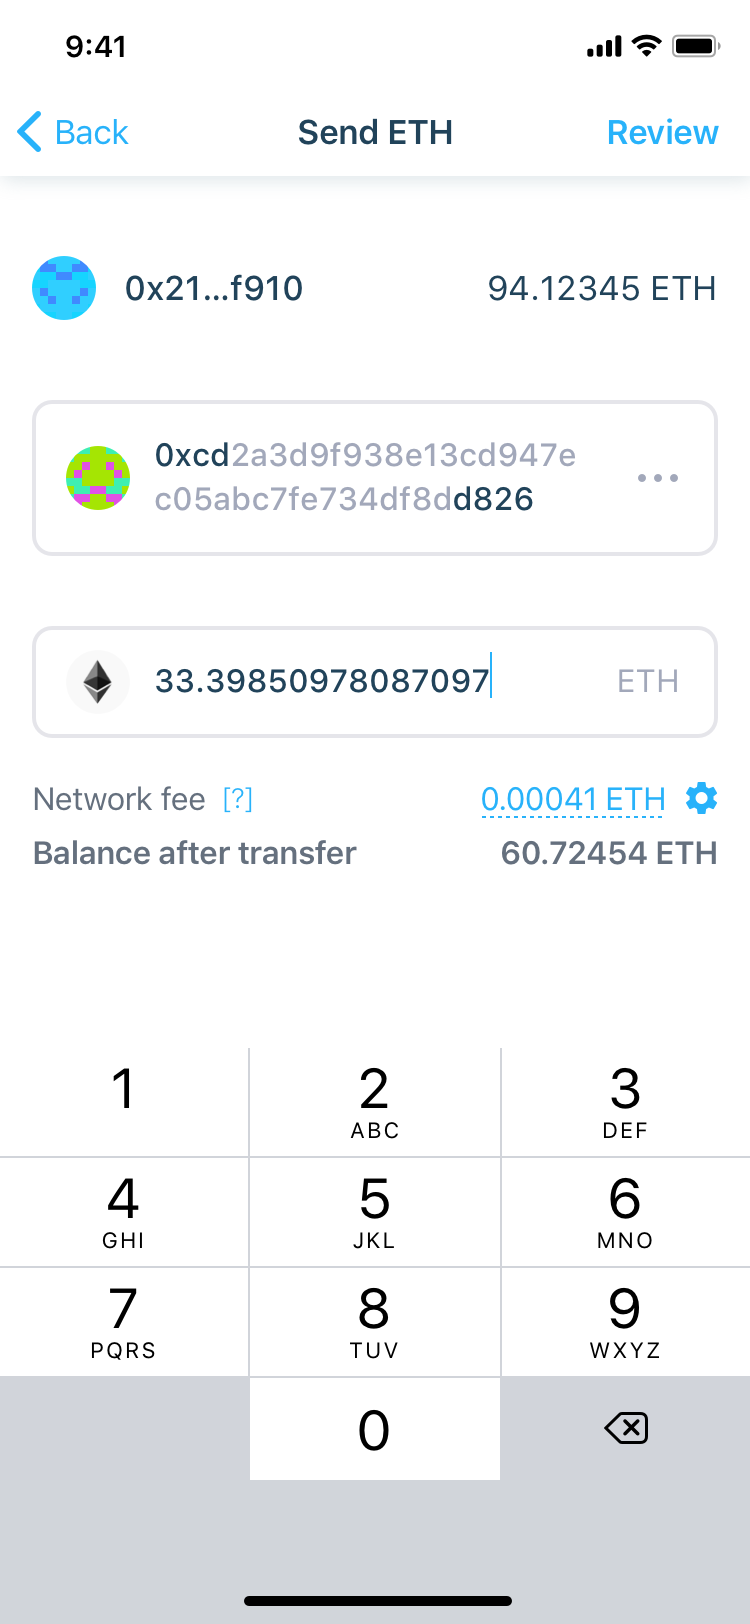 9:41
Back Send ETH Review
0x21...f910 94.12345 ETH
0xcd2a3d9f938e13cd947e
c05abc7fe734df8dd826
33.39850978087097 ETH
Network fee [?] 0.00041 ETH
Balance after transfer 60.72454 ETH
1 2 3
ABC DEF
4 5 6
GHI JKL MNO
7 8 9
PQRS TUV WXYZ
0